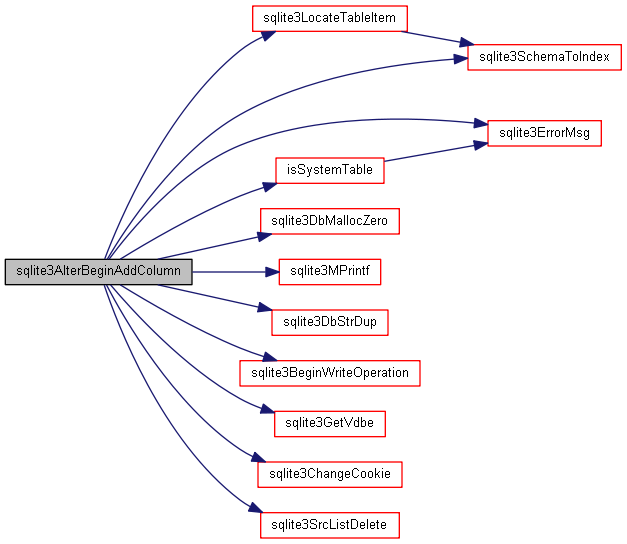 sqlite3LocateTableItem
sqlite3SchemaToIndex
sqlite3ErrorMsg
isSystemTable
sqlite3DbMallocZero
sqlite3AlterBeginAddColumn
sqlite3MPrintf
sqlite3DbStrDup
sqlite3BeginWriteOperation
sqlite3GetVdbe
sqlite3ChangeCookie
sqlite3SrcListDelete